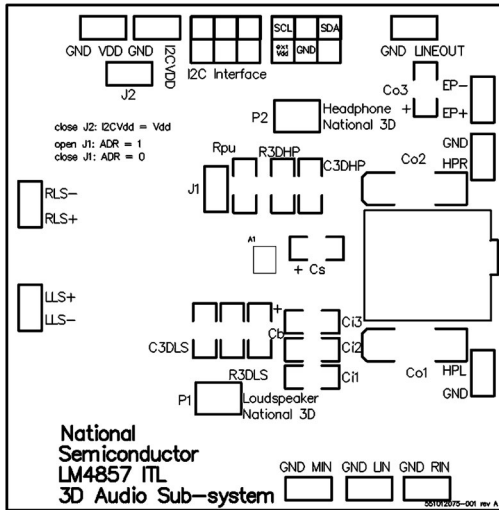 GND VDD GND
I2CVDD
SCL SDA
ext Vdd GND
GND LINEOUT
J2
I2C Interface
Co3
+
EP-
EP+
close J2: I2CVdd = Vdd
open J1: ADR = 1
close J1: ADR = 0
P2
Headphone
National 3D
GND
HPR
Rpu
R3DHP
C3DHP
Co2
J1
RLS-
RLS+
A1
+ Cs
LLS+
LLS-
+
Cb
Ci3
Ci2
Ci1
C3DLS
R3DLS
Co1
HPL
GND
P1
Loudspeaker
National 3D
National
Semiconductor
LM4857 ITL
3D Audio Sub-system
GND MIN GND LIN GND RIN
551012075-001 rev A